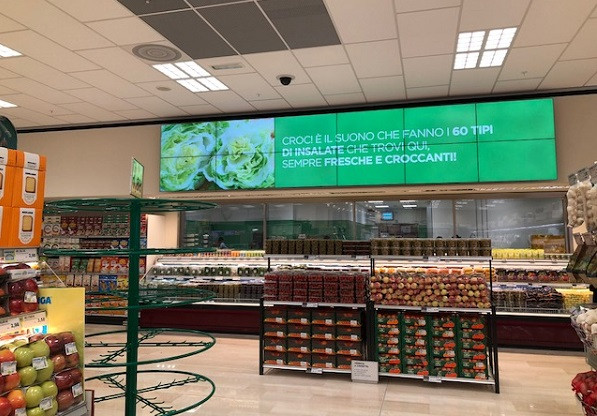 CROCI È IL SUONO CHE FANNO I 60 TIPI
DI INSALATE CHE TROVI QUI,
SEMPRE FRESCHE E CROCCANTI!